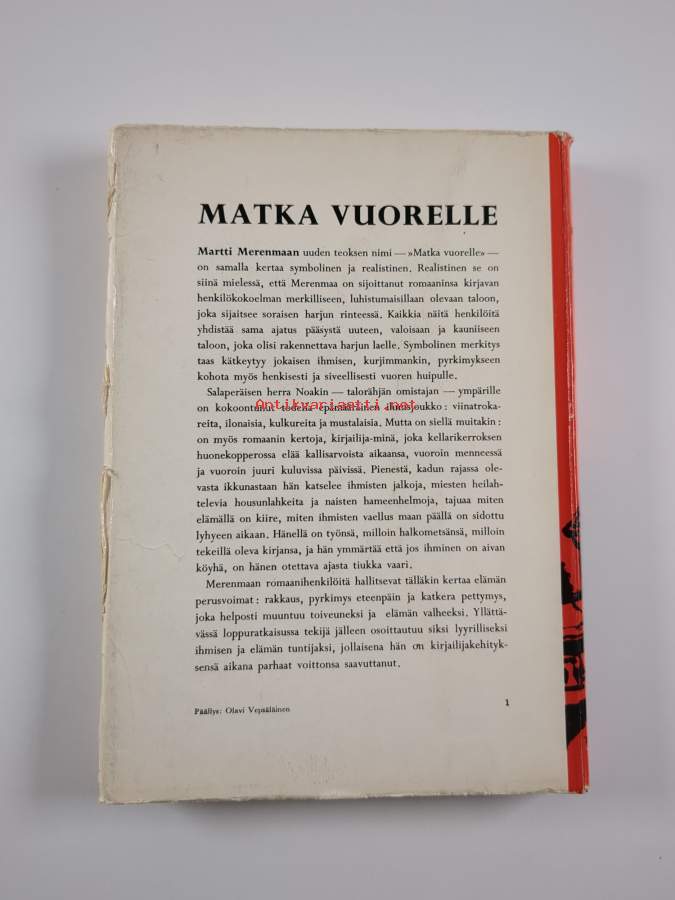 MATKA VUORELLE
Martti Merenmaan uuden teoksen nimi — »Matka vuorelle» —
on samalla kertaa symbolinen ja realistinen. Realistinen se on
siinä mielessä, että Merenmaa on sijoittanut romaaninsa kirjavan
henkilökokoelman merkilliseen, luhistumaisillaan olevaan taloon,
joka sijaitsee soraisen harjun rinteessä. Kaikkia näitä henkilöitä
yhdistää sama ajatus pääsystä uuteen, valoisaan ja kauniiseen
taloon, joka olisi rakennettava harjun laelle. Symbolinen merkitys
taas kätkeytyy jokaisen ihmisen, kurjimmankin, pyrkimykseen
kohota myös henkisesti ja siveellisesti vuoren huipulle.
Salaperäisen herra Noakin — talorähjän omistajan — ympärille
Antikvariaatti.net
on kokoontunut todella epämääräinen ihmisjoukko: viinatroka-
reita, ilonaisia, kulkureita ja mustalaisia. Mutta on siellä muitakin:
on myös romaanin kertoja, kirjailija-minä, joka kellarikerroksen
huonekopperossa elää kallisarvoista aikaansa, vuoroin menneessä
ja vuoroin juuri kuluvissa päivissä. Pienestä, kadun rajassa ole-
vasta ikkunastaan hän katselee ihmisten jalkoja, miesten heilah-
televia housunlahkeita ja naisten hameenhelmoja, tajuaa miten
elämällä on kiire, miten ihmisten vaellus maan päällä on sidottu
lyhyeen aikaan. Hänellä on työnsä, milloin halkometsänsä, milloin
tekeillä oleva kirjansa, ja hän ymmärtää että jos ihminen on aivan
köyhä, on hänen otettava ajasta tiukka vaari.
Merenmaan romaanihenkilöitä hallitsevat tälläkin kertaa elämän
perusvoimat: rakkaus, pyrkimys eteenpäin ja katkera pettymys,
joka helposti muuntuu toiveuneksi ja elämän valheeksi. Yllättä-
vässä loppuratkaisussa tekijä jälleen osoittautuu siksi lyyrilliseksi
ihmisen ja elämän tuntijaksi, jollaisena hän on kirjailijakehityk-
sensä aikana parhaat voittonsa saavuttanut.
Päällys: Olavi Vepsäläinen
1